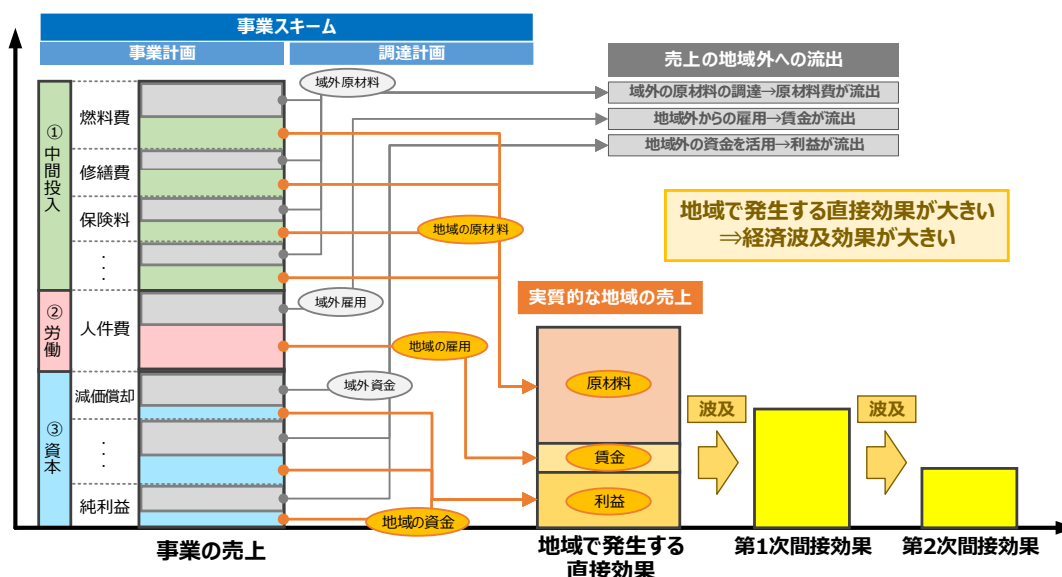 事業スキーム
事業計画
調達計画
売上の地域外への流出
域外の原材料の調達→原材料費が流出
地域外からの雇用→賃金が流出
地域外の資金を活用→利益が流出
①中間投入
燃料費
修繕費
保険料
・・・
②労働
人件費
③資本
減価償却
・・・
純利益
域外原材料
地域の原材料
域外雇用
地域の雇用
域外資金
地域の資金
地域で発生する直接効果が大きい
⇒経済波及効果が大きい
実質的な地域の売上
原材料
賃金
利益
波及
波及
事業の売上
地域で発生する
直接効果
第1次間接効果
第2次間接効果